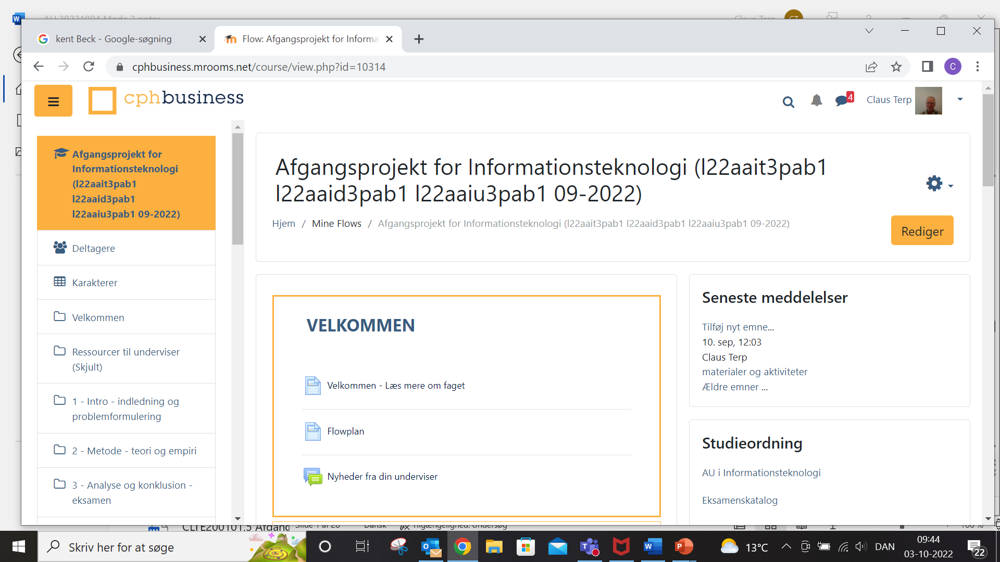 kent Beck - Google-søgning
Flow: Afgangsprojekt for Informa
cphbusiness.mrooms.net/course/view.php?id=10314
C
cphbusiness
4
Claus Terp
Afgangsprojekt for
Informationsteknologi
(l22aait3pab1
l22aaid3pab1
l22aaiu3pab1 09-2022)
Deltagere
Karakterer
Velkommen
Ressourcer til underviser
(Skjult)
1 - Intro - indledning og
problemformulering
2 - Metode - teori og empiri
3 - Analyse og konklusion -
eksamen
Afgangsprojekt for Informationsteknologi (l22aait3pab1
l22aaid3pab1 l22aaiu3pab1 09-2022)
Hjem / Mine Flows / Afgangsprojekt for Informationsteknologi (l22aait3pab1 l22aaid3pab1 l22aaiu3pab1 09-2022)
Rediger
VELKOMMEN
Velkommen - Læs mere om faget
Flowplan
Nyheder fra din underviser
Seneste meddelelser
Tilføj nyt emne...
10. sep, 12:03
Claus Terp
materialer og aktiviteter
Ældre emner ...
Studieordning
AU i Informationsteknologi
Eksamenskatalog
Skriv her for at søge
13°C
DAN
09:44
03-10-2022
22